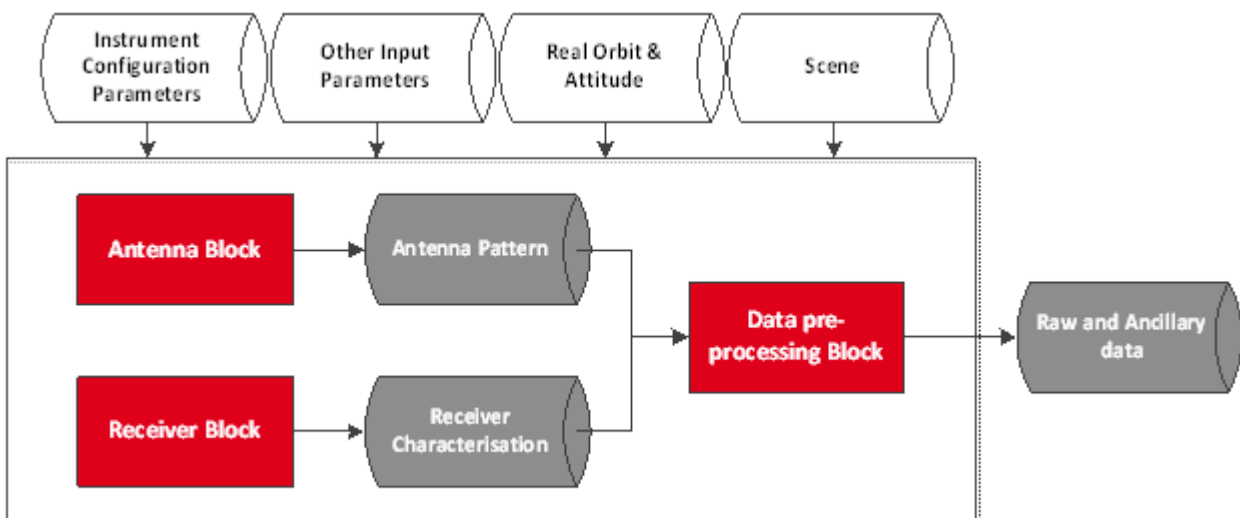 Instrument
Configuration
Parameters
Other Input
Parameters
Real Orbit &
Attitude
Scene
Antenna Block
Antenna Pattern
Data pre-
processing Block
Raw and Ancillary
data
Receiver Block
Receiver
Characterisation